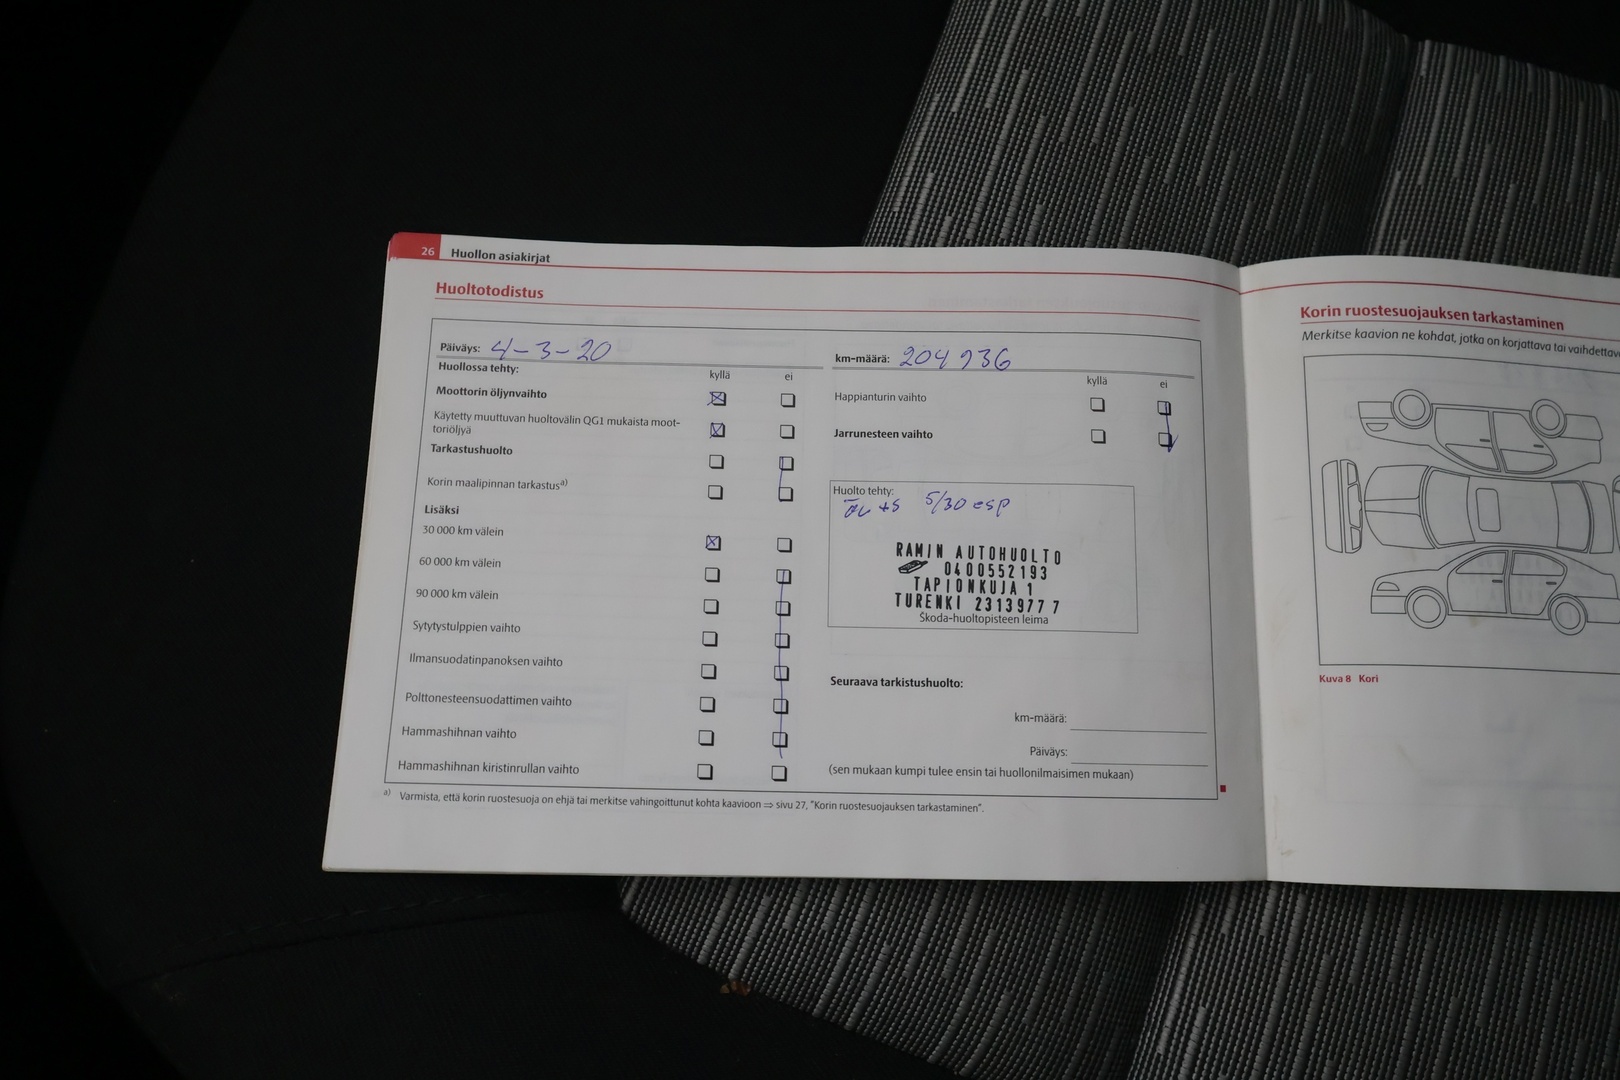 26 Huollon asiakirjat
Huoltotodistus
Päiväys: 4-3-20
km-määrä: 204 936
Huollossa tehty:
kyllä ei
kyllä ei
Moottorin öljynvaihto
Käytetty muuttuvan huoltovälin QG1 mukaista moot-
toriöljyä
Tarkastushuolto
Korin maalipinnan tarkastus a)
Lisäksi
30 000 km välein
60 000 km välein
90 000 km välein
Sytytystulppien vaihto
Ilmansuodatinpanoksen vaihto
Polttonesteensuodattimen vaihto
Hammashihnan vaihto
Hammashihnan kiristinrullan vaihto
Happianturin vaihto
Jarrunesteen vaihto
Huolto tehty:
5/30 esp
RAMIN AUTOHUOLTO
0400552193
TAPIONKUJA 1
TURENKI 2313977 7
Škoda-huoltopisteen leima
Seuraava tarkistushuolto:
km-määrä:
Päiväys:
(sen mukaan kumpi tulee ensin tai huollonilmaisimen mukaan)
a) Varmista, että korin ruostesuoja on ehjä tai merkitse vahingoittunut kohta kaavioon ⇒ sivu 27, "Korin ruostesuojauksen tarkastaminen".
Korin ruostesuojauksen tarkastaminen
Merkitse kaavion ne kohdat, jotka on korjattava tai
Kuva 8 Kori